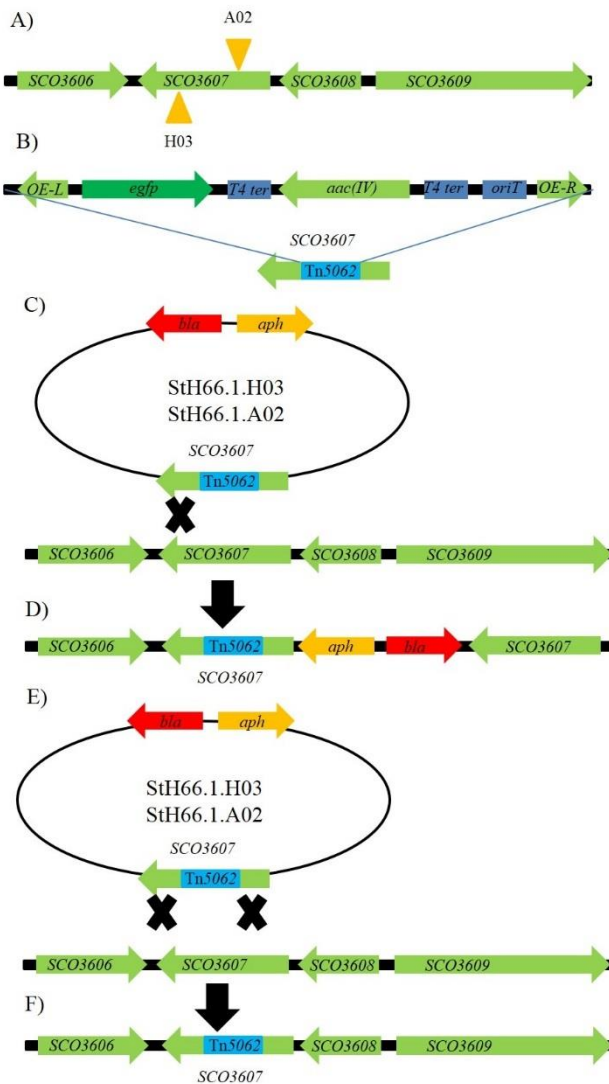 A)
A02
SCO3606 SCO3607 SCO3608 SCO3609
H03
B)
OE-L egfp T4 ter aac(IV) T4 ter oriT OE-R
SCO3607
Tn5062
C)
bla aph
StH66.1.H03
StH66.1.A02
SCO3607
Tn5062
SCO3606 SCO3607 SCO3608 SCO3609
D)
SCO3606 Tn5062 aph bla SCO3607
SCO3607
E)
bla aph
StH66.1.H03
StH66.1.A02
SCO3607
Tn5062
SCO3606 SCO3607 SCO3608 SCO3609
F)
SCO3606 Tn5062 SCO3608 SCO3609
SCO3607